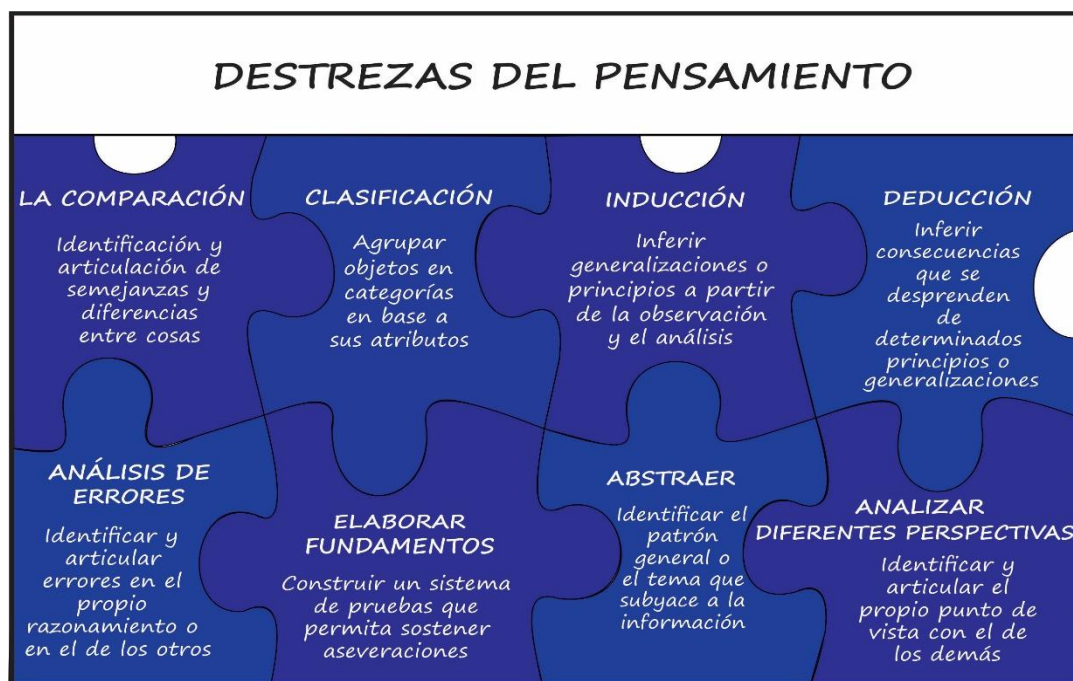 DESTREZAS DEL PENSAMIENTO
LA COMPARACIÓN
Identificación y
articulación de
semejanzas y
diferencias
entre cosas
CLASIFICACIÓN
Agrupar
objetos en
categorías
en base a
sus atributos
INDUCCIÓN
Inferir
generalizaciones o
principios a partir
de la observación
y el análisis
DEDUCCIÓN
Inferir
consecuencias
que se
desprenden
de
determinados
principios o
generalizaciones
ANÁLISIS DE
ERRORES
Identificar y
articular
errores en el
propio
razonamiento o
en el de los otros
ELABORAR
FUNDAMENTOS
Construir un sistema
de pruebas que
permita sostener
aseveraciones
ABSTRAER
Identificar el
patrón
general o
el tema que
subyace a la
información
ANALIZAR
DIFERENTES PERSPECTIVAS
Identificar y
articular el
propio punto de
vista con el de
los demás